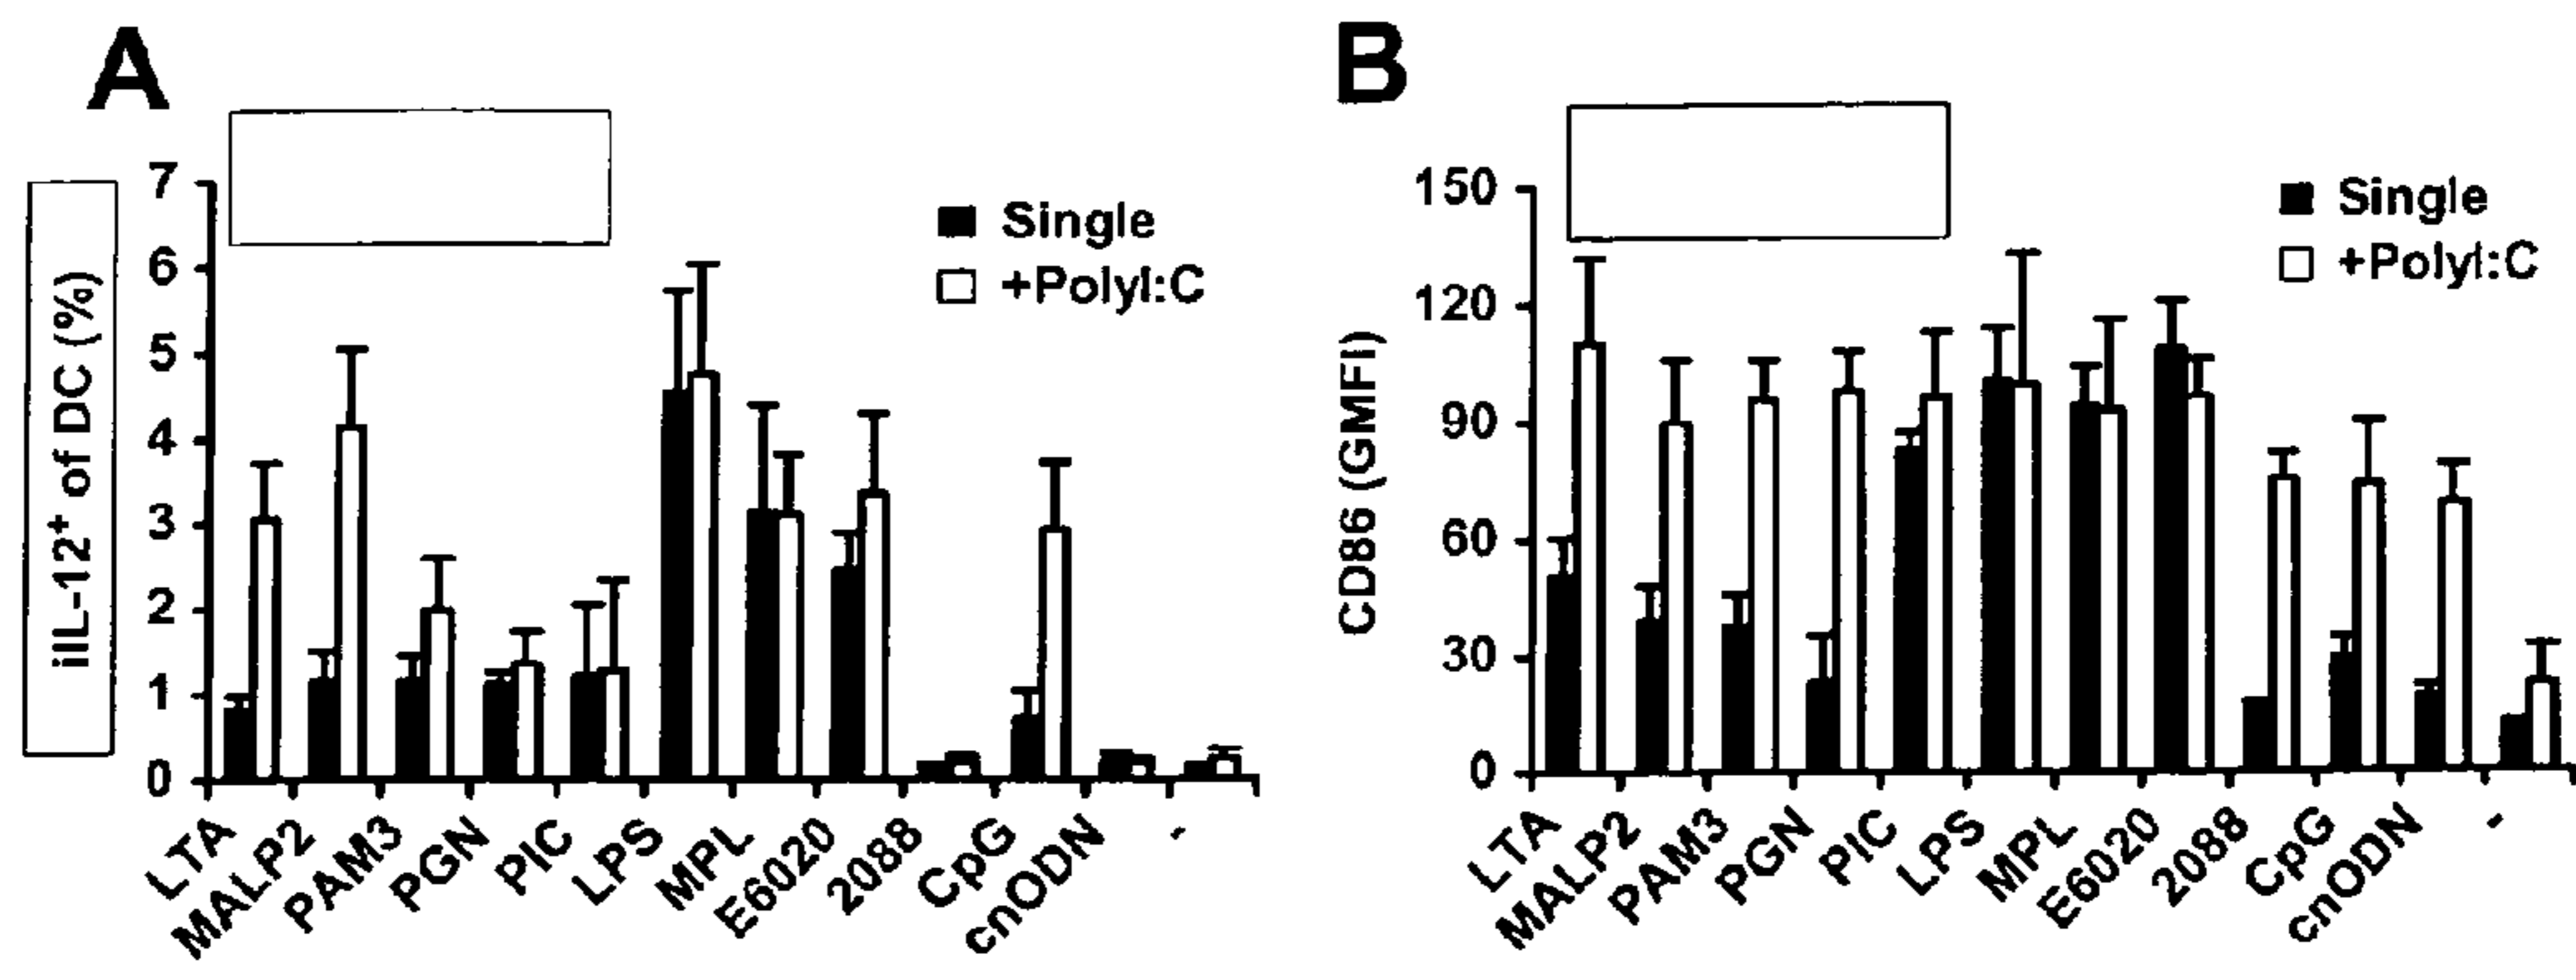 A
7
6
5
4
3
2
1
0
iIL-12+ of DC (%)
Single
+PolyI:C
LTA
MALP2
PAM3
PGN
PIC
LPS
MPL
E6020
2088
CpG
cnODN
-
B
150
120
90
60
30
0
CD86 (GMFI)
Single
+PolyI:C
LTA
MALP2
PAM3
PGN
PIC
LPS
MPL
E6020
2088
CpG
cnODN
-